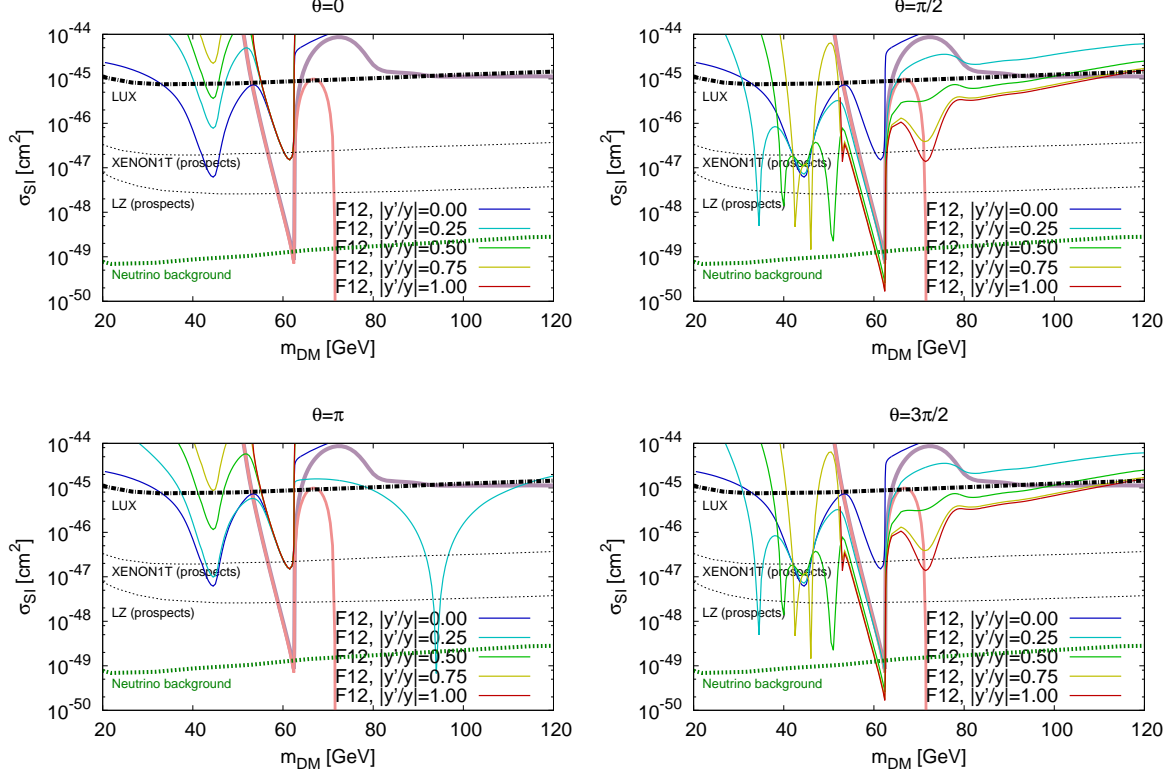 θ=0
10^-44
10^-45
10^-46
10^-47
10^-48
10^-49
10^-50
σSI [cm2]
LUX
XENON1T (prospects)
LZ (prospects)
Neutrino background
F12, |y'/y|=0.00
F12, |y'/y|=0.25
F12, |y'/y|=0.50
F12, |y'/y|=0.75
F12, |y'/y|=1.00
20 40 60 80 100 120
mDM [GeV]
θ=π/2
10^-44
10^-45
10^-46
10^-47
10^-48
10^-49
10^-50
σSI [cm2]
LUX
XENON1T (prospects)
LZ (prospects)
Neutrino background
F12, |y'/y|=0.00
F12, |y'/y|=0.25
F12, |y'/y|=0.50
F12, |y'/y|=0.75
F12, |y'/y|=1.00
20 40 60 80 100 120
mDM [GeV]
θ=π
10^-44
10^-45
10^-46
10^-47
10^-48
10^-49
10^-50
σSI [cm2]
LUX
XENON1T (prospects)
LZ (prospects)
Neutrino background
F12, |y'/y|=0.00
F12, |y'/y|=0.25
F12, |y'/y|=0.50
F12, |y'/y|=0.75
F12, |y'/y|=1.00
20 40 60 80 100 120
mDM [GeV]
θ=3π/2
10^-44
10^-45
10^-46
10^-47
10^-48
10^-49
10^-50
σSI [cm2]
LUX
XENON1T (prospects)
LZ (prospects)
Neutrino background
F12, |y'/y|=0.00
F12, |y'/y|=0.25
F12, |y'/y|=0.50
F12, |y'/y|=0.75
F12, |y'/y|=1.00
20 40 60 80 100 120
mDM [GeV]